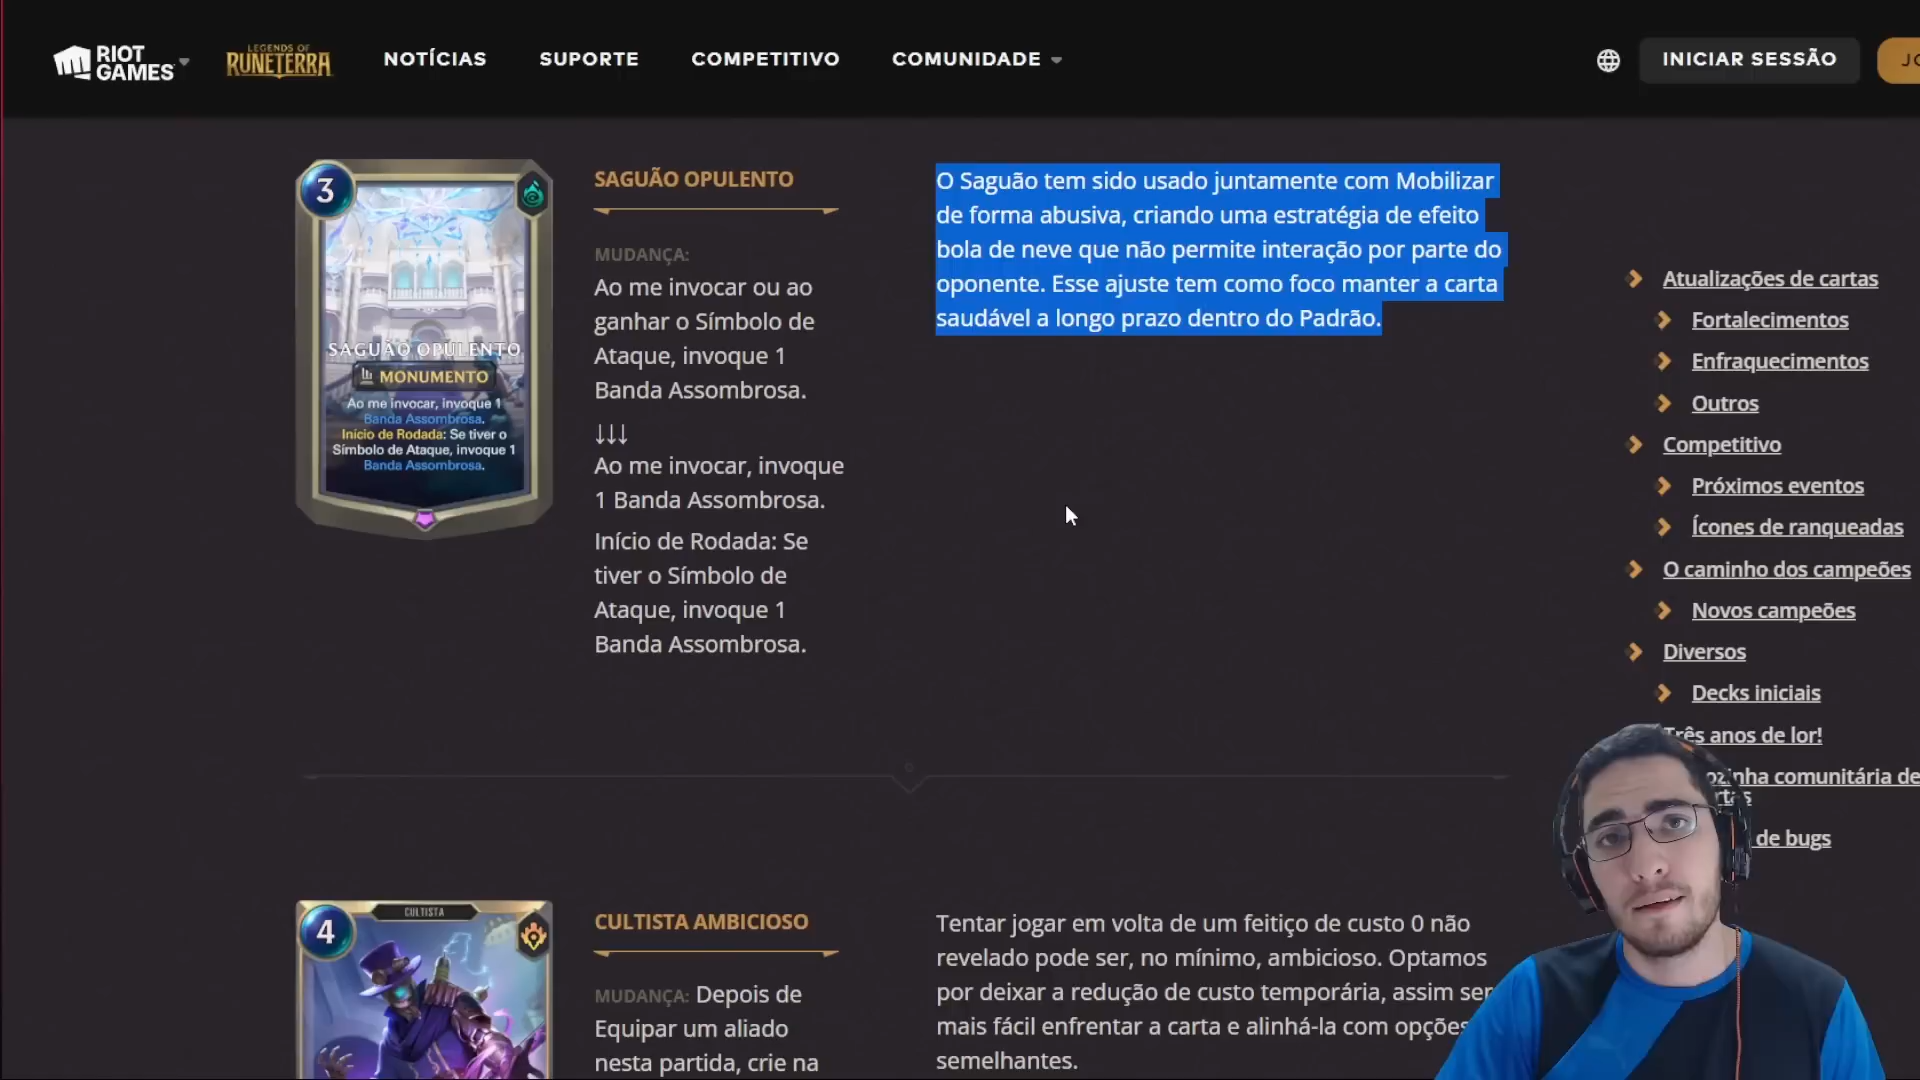 RIOT GAMES
LEGENDS OF RUNETERRA
NOTÍCIAS
SUPORTE
COMPETITIVO
COMUNIDADE
INICIAR SESSÃO
3
SAGUÃO OPULENTO
MONUMENTO
Ao me invocar, invoque 1
Banda Assombrosa.
Início de Rodada: Se tiver o
Símbolo de Ataque, invoque 1
Banda Assombrosa.
SAGUÃO OPULENTO
MUDANÇA:
Ao me invocar ou ao
ganhar o Símbolo de
Ataque, invoque 1
Banda Assombrosa.
↓↓↓
Ao me invocar, invoque
1 Banda Assombrosa.
Início de Rodada: Se
tiver o Símbolo de
Ataque, invoque 1
Banda Assombrosa.
O Saguão tem sido usado juntamente com Mobilizar
de forma abusiva, criando uma estratégia de efeito
bola de neve que não permite interação por parte do
oponente. Esse ajuste tem como foco manter a carta
saudável a longo prazo dentro do Padrão.
Atualizações de cartas
Fortalecimentos
Enfraquecimentos
Outros
Competitivo
Próximos eventos
Ícones de ranqueadas
O caminho dos campeões
Novos campeões
Diversos
Decks iniciais
Três anos de lor!
comunitária de
de bugs
4
CULTISTA
CULTISTA AMBICIOSO
MUDANÇA: Depois de
Equipar um aliado
nesta partida, crie na
Tentar jogar em volta de um feitiço de custo 0 não
revelado pode ser, no mínimo, ambicioso. Optamos
por deixar a redução de custo temporária, assim ser
mais fácil enfrentar a carta e alinhá-la com opções
semelhantes.